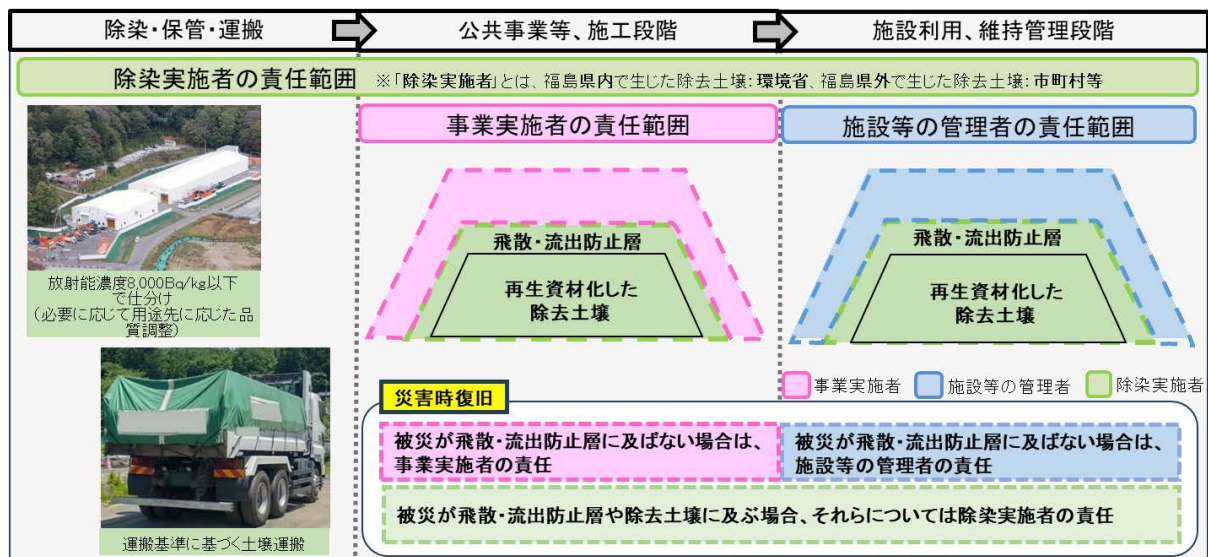 除染・保管・運搬
公共事業等、施工段階
施設利用、維持管理段階
除染実施者の責任範囲 ※「除染実施者」とは、福島県内で生じた除去土壌：環境省、福島県外で生じた除去土壌：市町村等
事業実施者の責任範囲
施設等の管理者の責任範囲
放射能濃度8,000Bq/kg以下
で仕分け
（必要に応じて用途先に応じた品
質調整）
運搬基準に基づく土壌運搬
飛散・流出防止層
再生資材化した
除去土壌
飛散・流出防止層
再生資材化した
除去土壌
事業実施者 施設等の管理者 除染実施者
災害時復旧
被災が飛散・流出防止層に及ばない場合は、
事業実施者の責任
被災が飛散・流出防止層に及ばない場合は、
施設等の管理者の責任
被災が飛散・流出防止層や除去土壌に及ぶ場合、それらについては除染実施者の責任